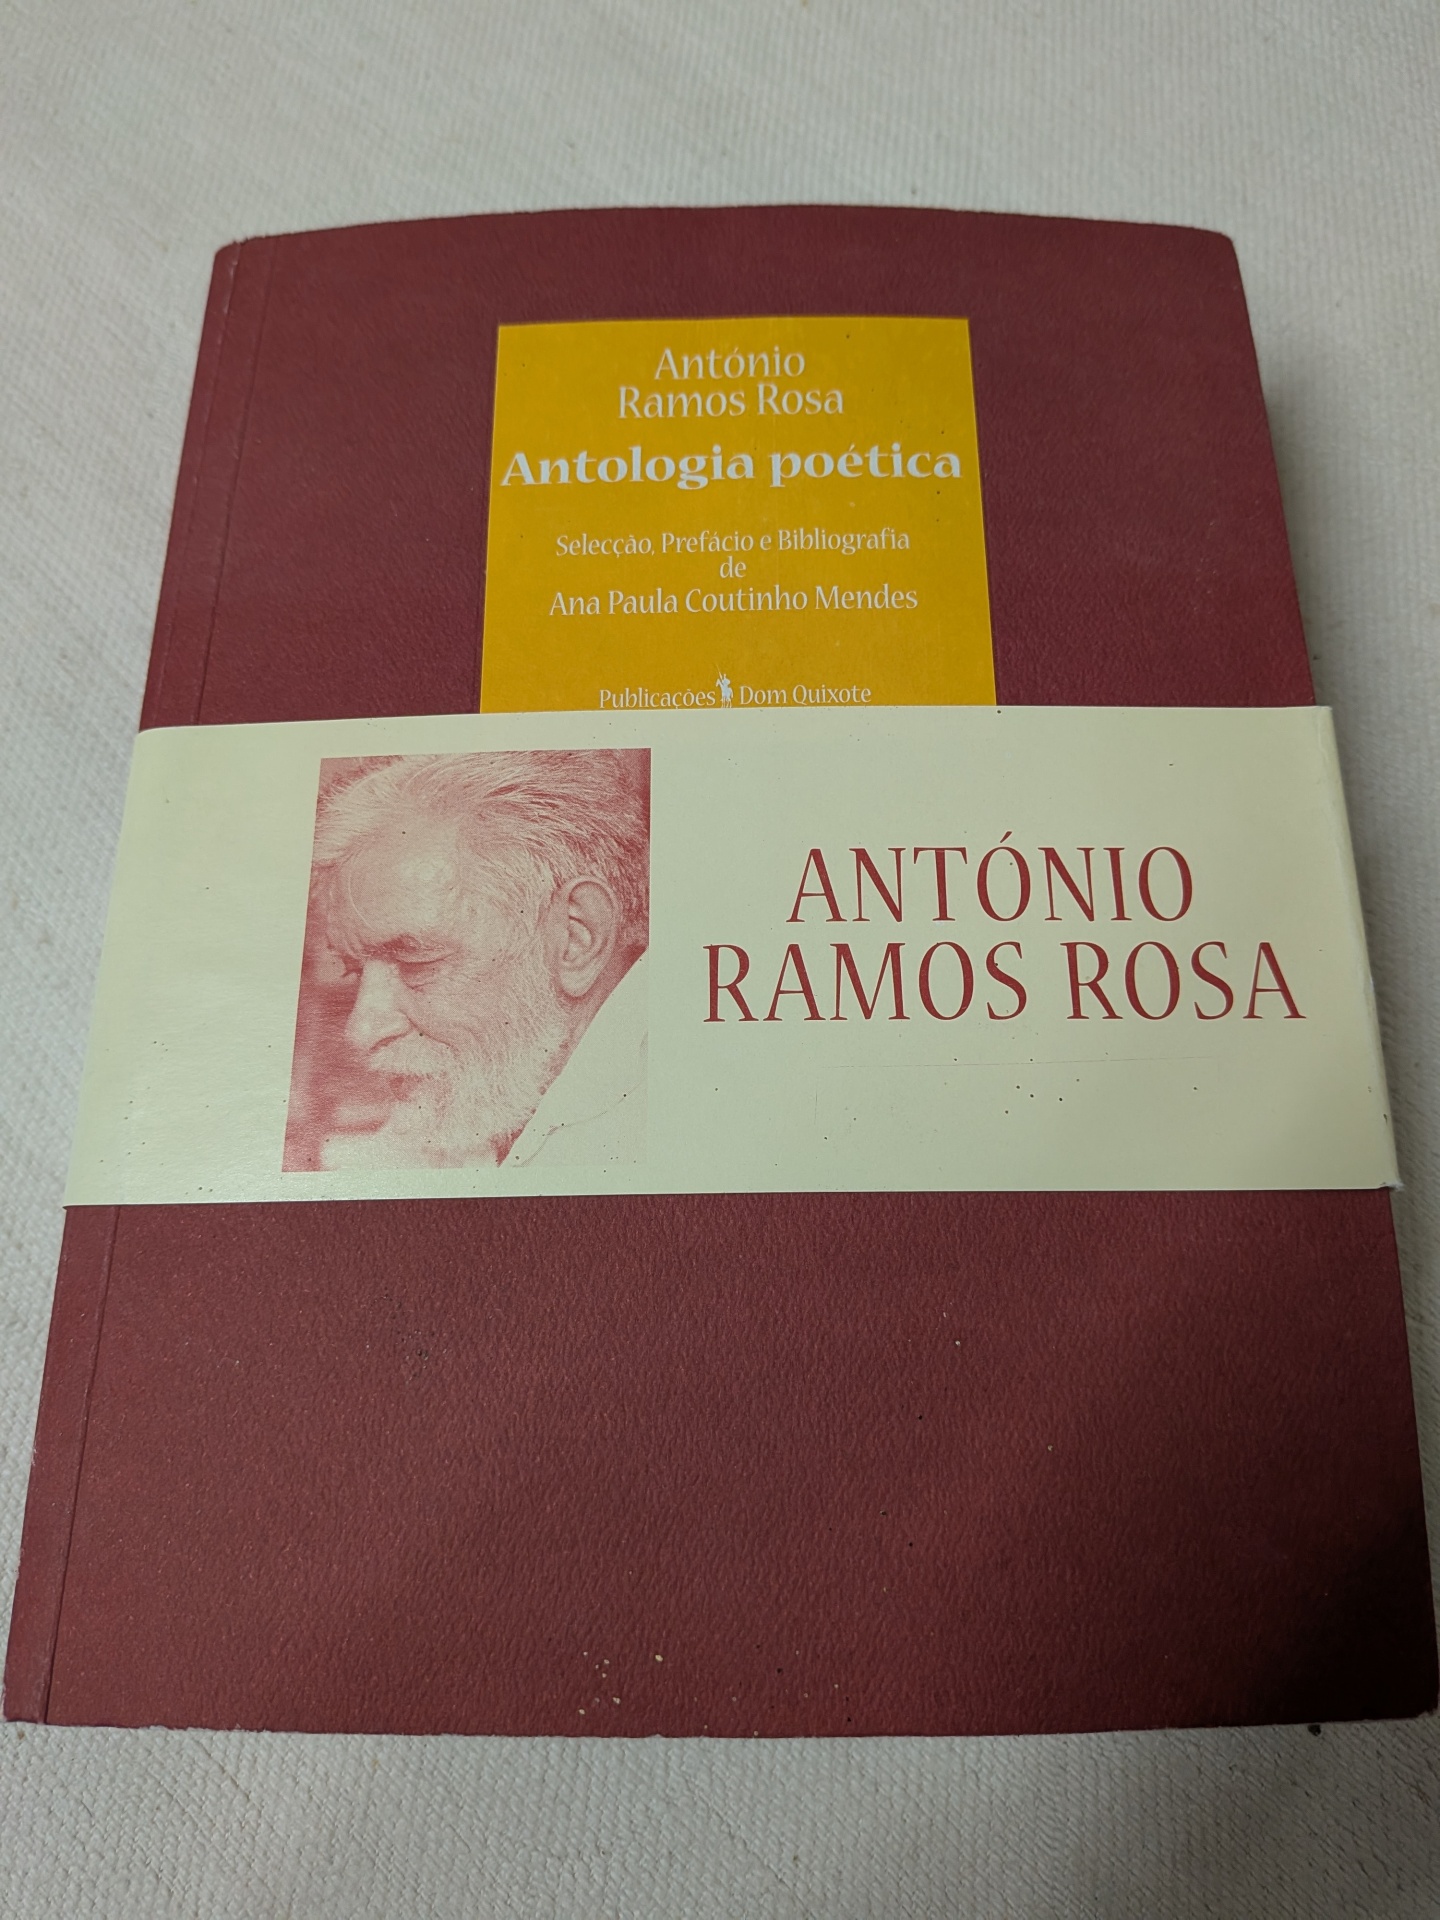 António
Ramos Rosa
Antologia poética
Selecção, Prefácio e Bibliografia
de
Ana Paula Coutinho Mendes
Publicações Dom Quixote
ANTÓNIO
RAMOS ROSA